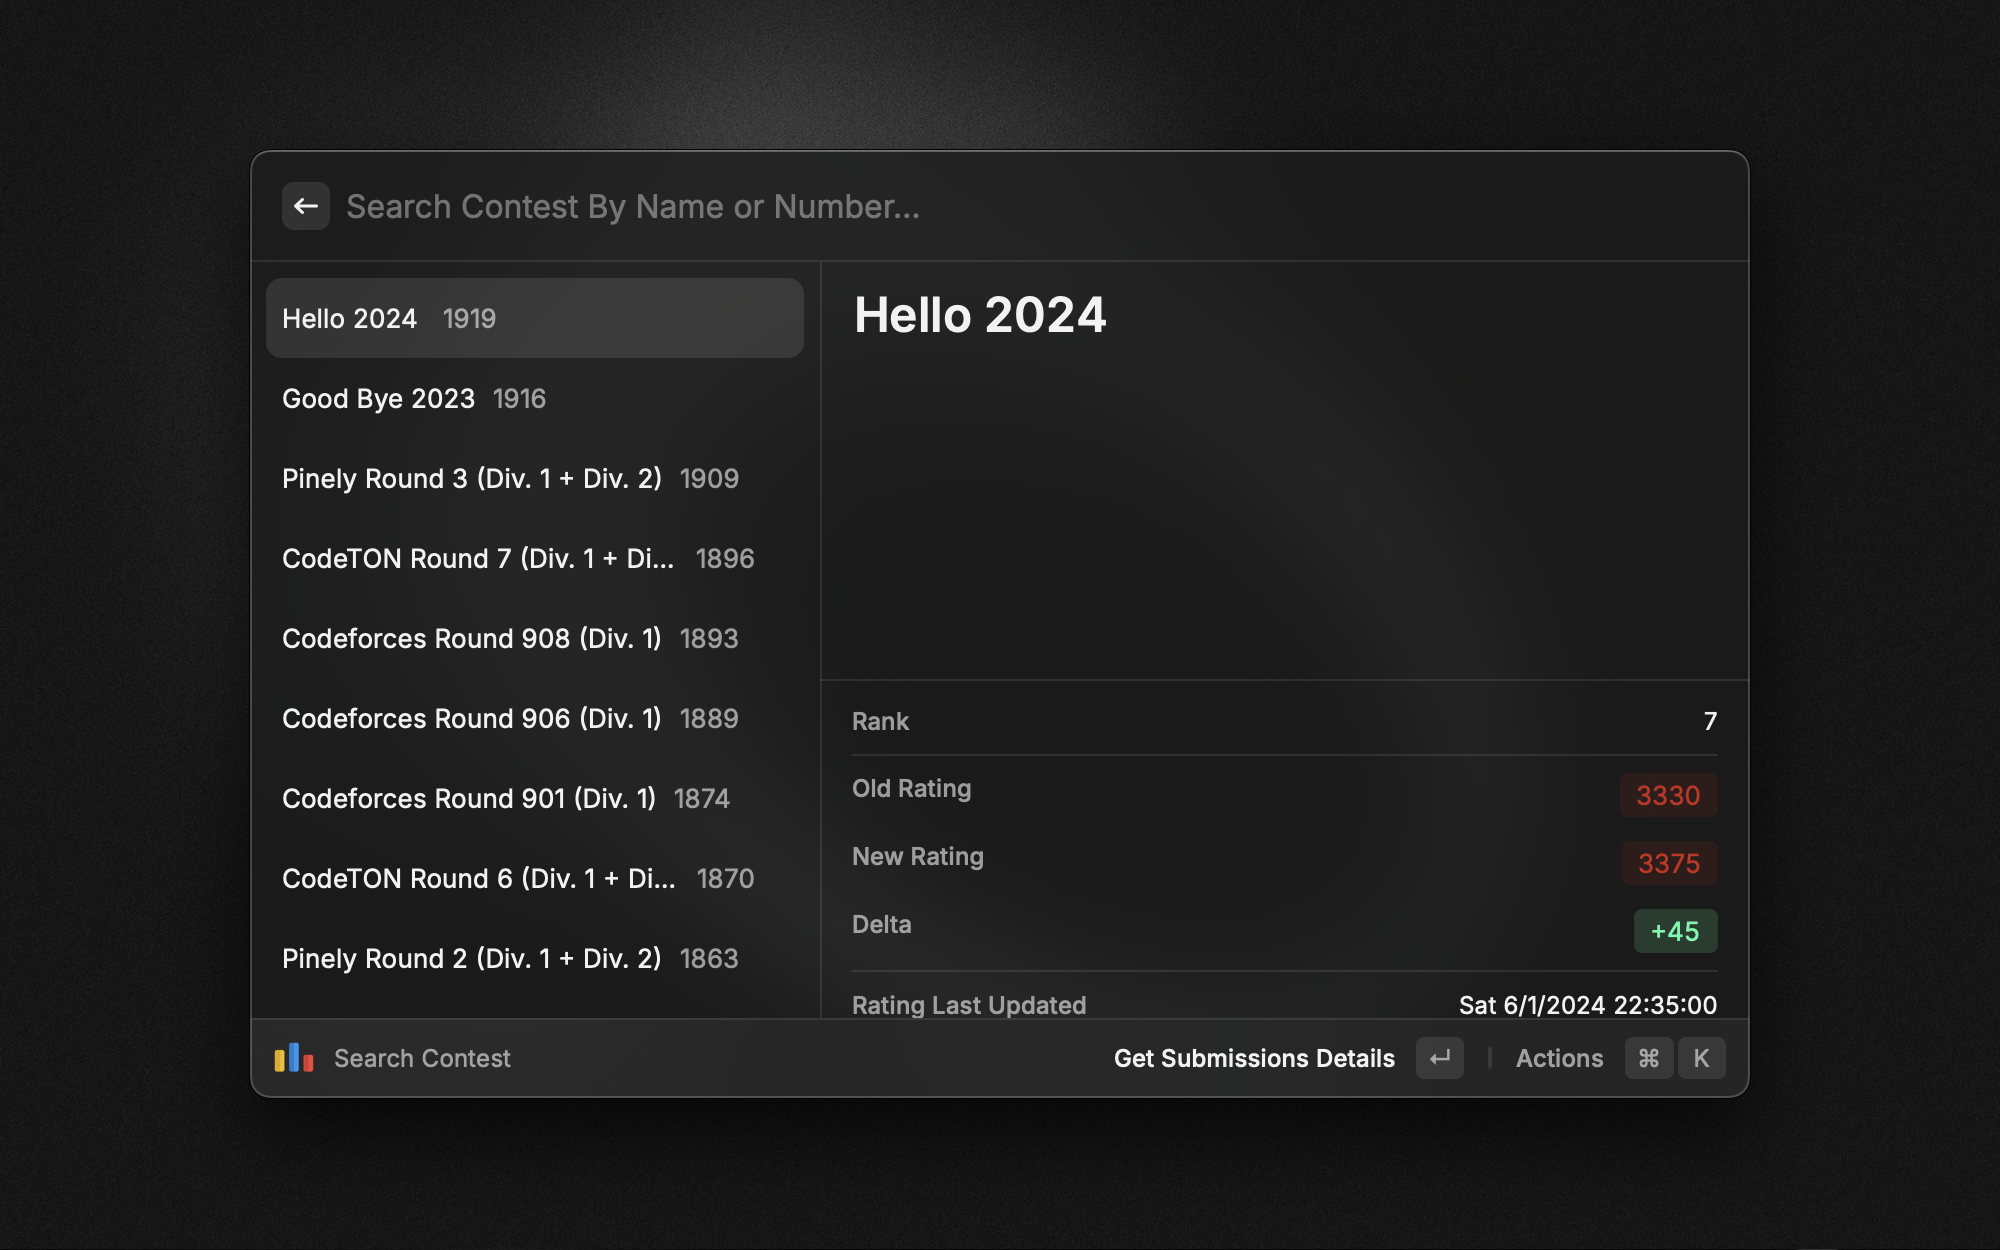 Search Contest By Name or Number...
Hello 2024 1919
Good Bye 2023 1916
Pinely Round 3 (Div. 1 + Div. 2) 1909
CodeTON Round 7 (Div. 1 + Di... 1896
Codeforces Round 908 (Div. 1) 1893
Codeforces Round 906 (Div. 1) 1889
Codeforces Round 901 (Div. 1) 1874
CodeTON Round 6 (Div. 1 + Di... 1870
Pinely Round 2 (Div. 1 + Div. 2) 1863
Hello 2024
Rank 7
Old Rating 3330
New Rating 3375
Delta +45
Rating Last Updated Sat 6/1/2024 22:35:00
Search Contest
Get Submissions Details ↵ Actions ⌘ K